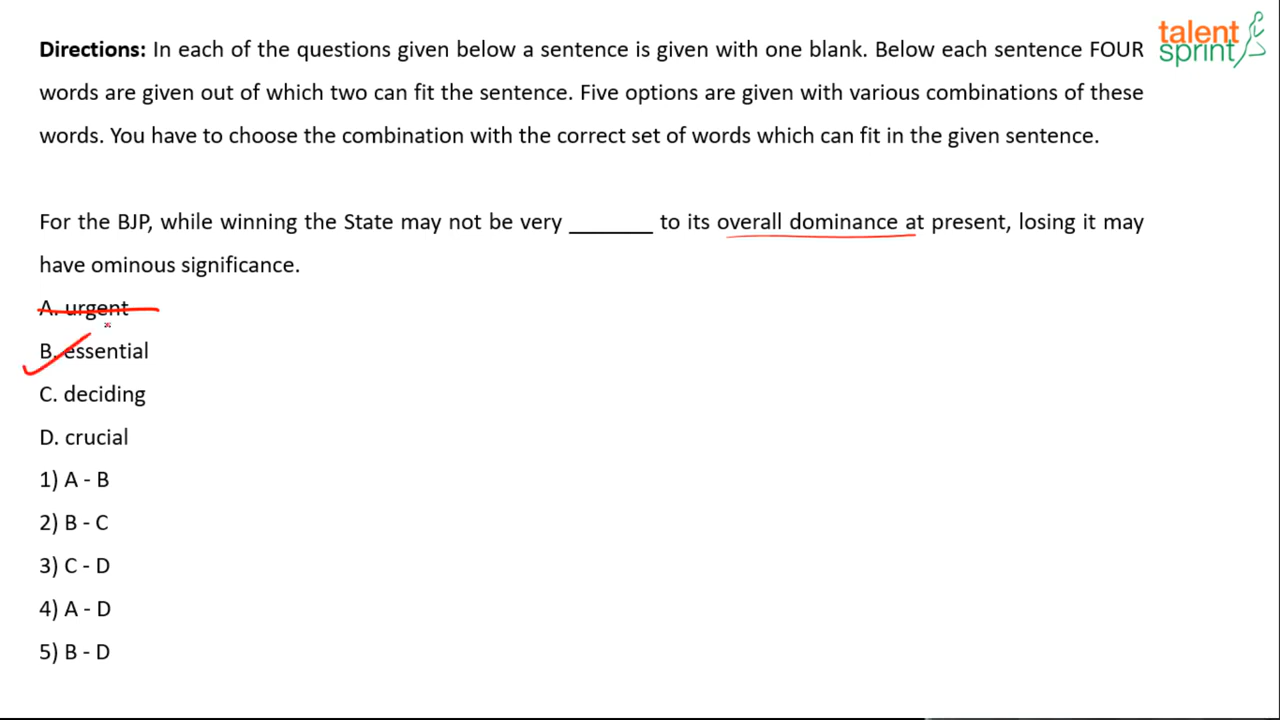 talent
sprint
Directions: In each of the questions given below a sentence is given with one blank. Below each sentence FOUR
words are given out of which two can fit the sentence. Five options are given with various combinations of these
words. You have to choose the combination with the correct set of words which can fit in the given sentence.
For the BJP, while winning the State may not be very _______ to its overall dominance at present, losing it may
have ominous significance.
A. urgent
B. essential
C. deciding
D. crucial
1) A - B
2) B - C
3) C - D
4) A - D
5) B - D